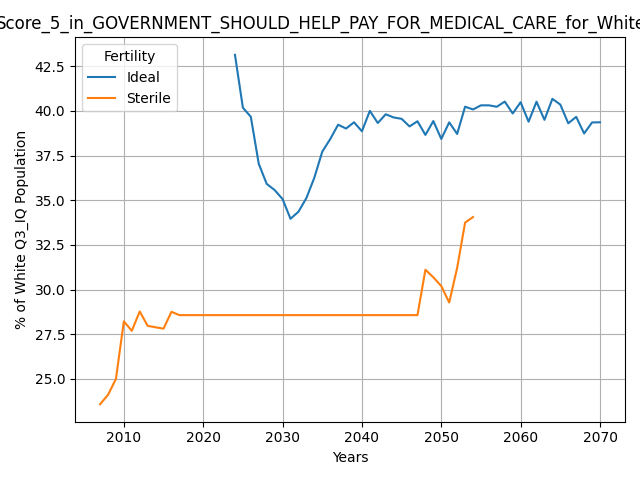 Score_5_in_GOVERNMENT_SHOULD_HELP_PAY_FOR_MEDICAL_CARE_for_White
Fertility
Ideal
Sterile
% of White Q3_IQ Population
42.5
40.0
37.5
35.0
32.5
30.0
27.5
25.0
2010 2020 2030 2040 2050 2060 2070
Years